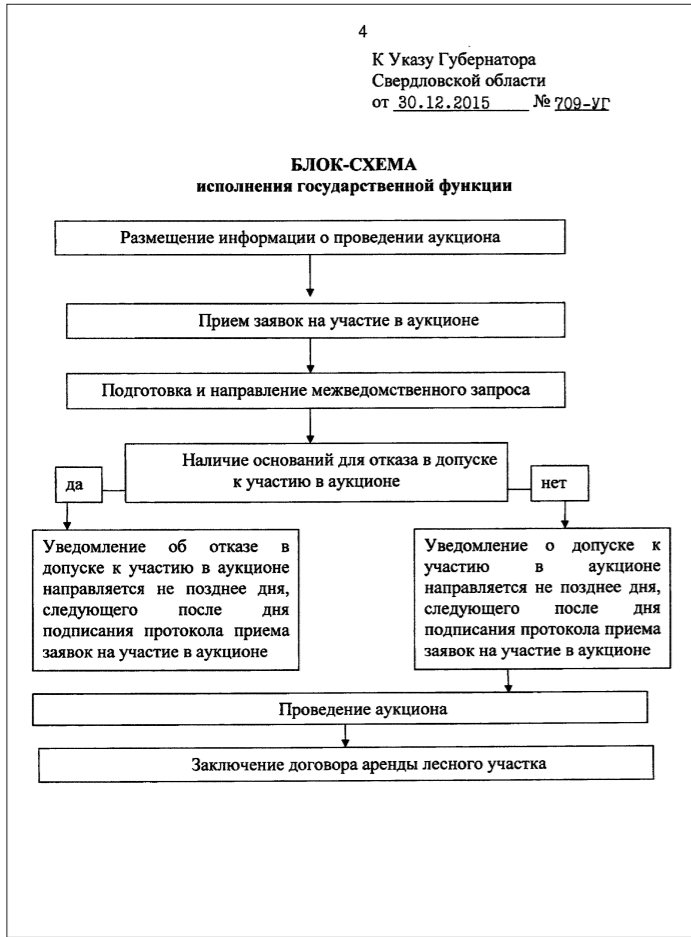 4
К Указу Губернатора
Свердловской области
от 30.12.2015 № 709-УГ
БЛОК-СХЕМА
исполнения государственной функции
Размещение информации о проведении аукциона
Прием заявок на участие в аукционе
Подготовка и направление межведомственного запроса
Наличие оснований для отказа в допуске
к участию в аукционе
да
нет
Уведомление об отказе в
допуске к участию в аукционе
направляется не позднее дня,
следующего после дня
подписания протокола приема
заявок на участие в аукционе
Уведомление о допуске к
участию в аукционе
направляется не позднее дня,
следующего после дня
подписания протокола приема
заявок на участие в аукционе
Проведение аукциона
Заключение договора аренды лесного участка